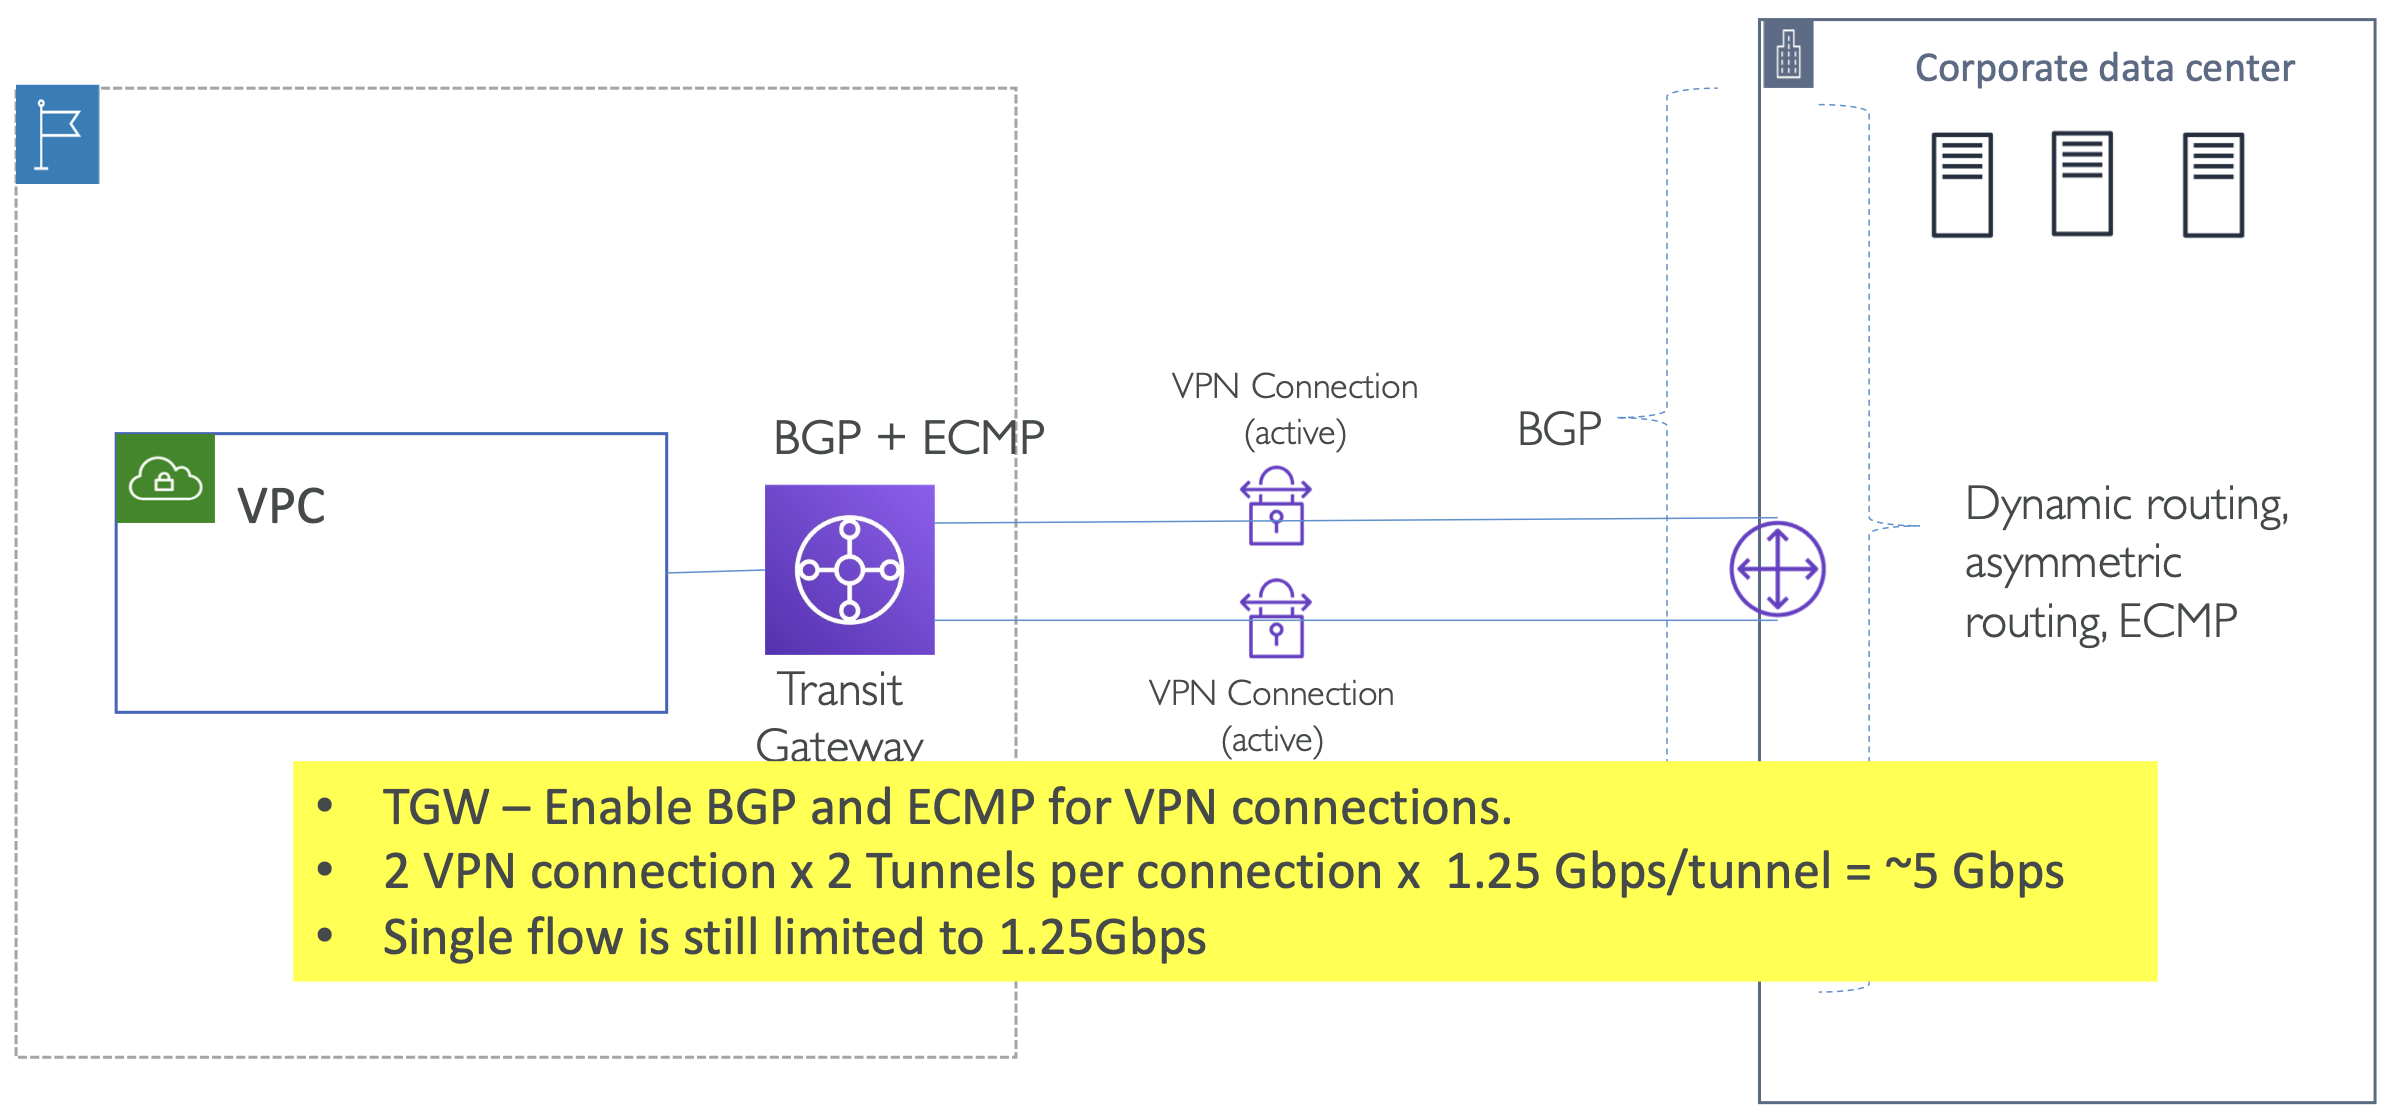 Corporate data center
VPN Connection
(active)
BGP + ECMP
BGP
VPC
Dynamic routing,
asymmetric
routing, ECMP
Transit
Gateway
VPN Connection
(active)
• TGW – Enable BGP and ECMP for VPN connections.
• 2 VPN connection x 2 Tunnels per connection x 1.25 Gbps/tunnel = ~5 Gbps
• Single flow is still limited to 1.25Gbps